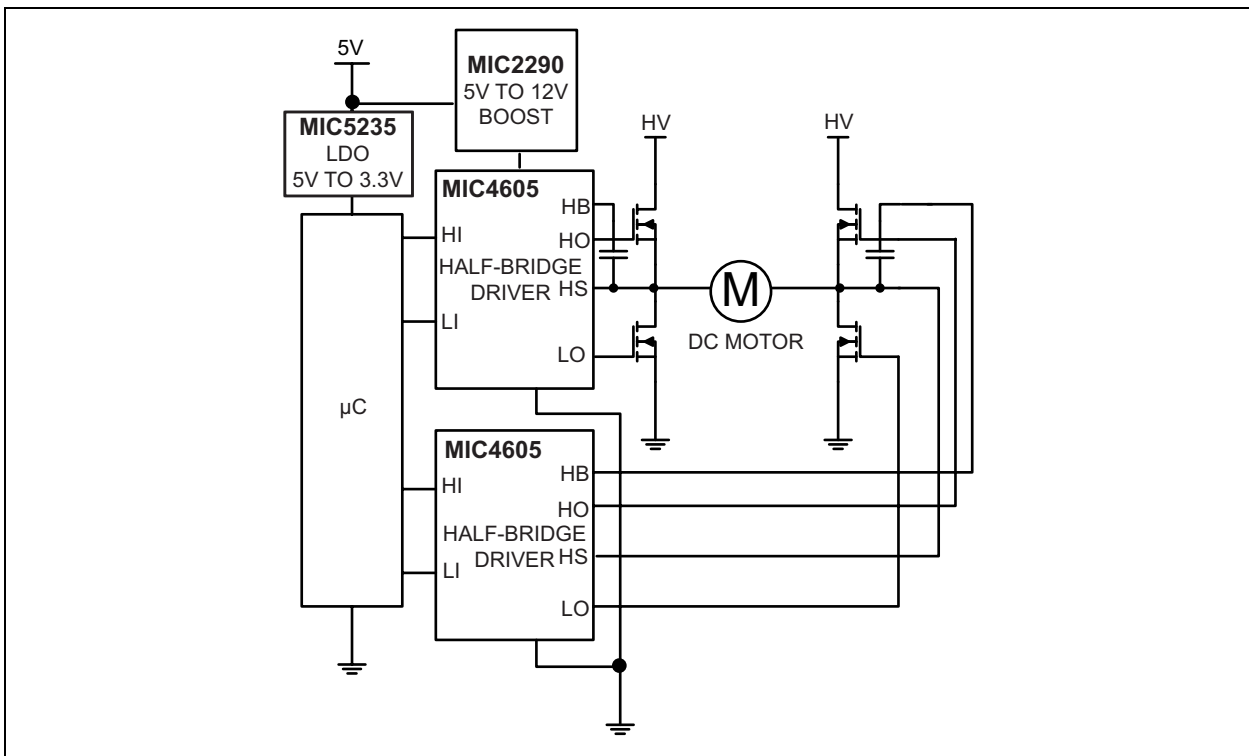 5V
MIC2290
5V TO 12V
BOOST
MIC5235
LDO
5V TO 3.3V
HV
HV
MIC4605
HB
HI
HO
HALF-BRIDGE
DRIVER
HS
LI
LO
M
DC MOTOR
µC
MIC4605
HB
HI
HO
HALF-BRIDGE
DRIVER
HS
LI
LO